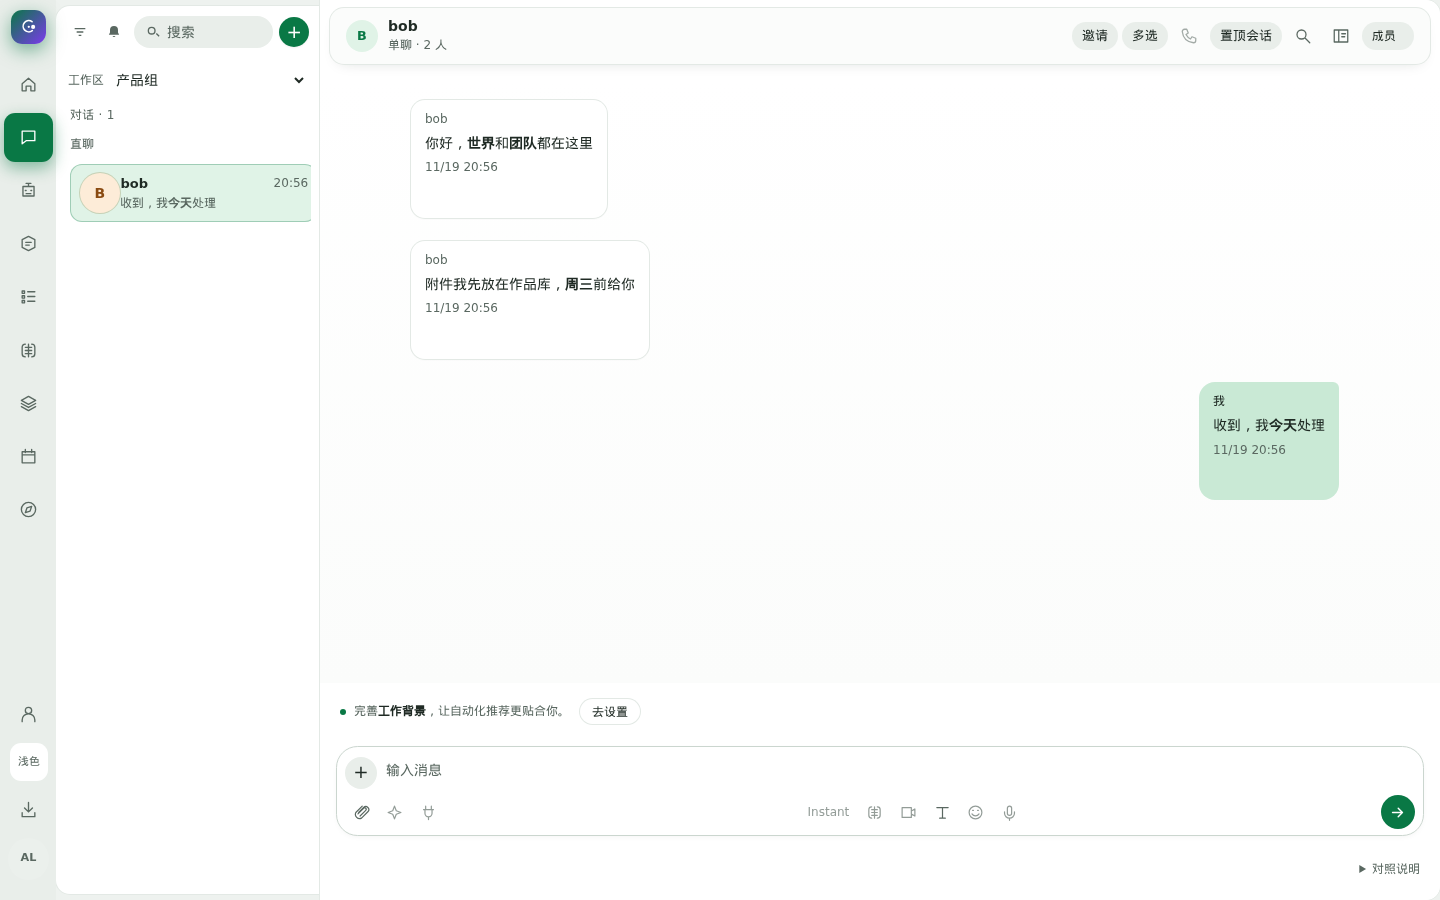 搜索
工作区 产品组
对话 · 1
直聊
B
bob 20:56
收到，我今天处理
浅色
AL
B
bob
单聊 · 2 人
邀请 多选 置顶会话 成员
bob
你好，世界和团队都在这里
11/19 20:56
bob
附件我先放在作品库，周三前给你
11/19 20:56
我
收到，我今天处理
11/19 20:56
完善工作背景，让自动化推荐更贴合你。 去设置
输入消息
Instant
对照说明